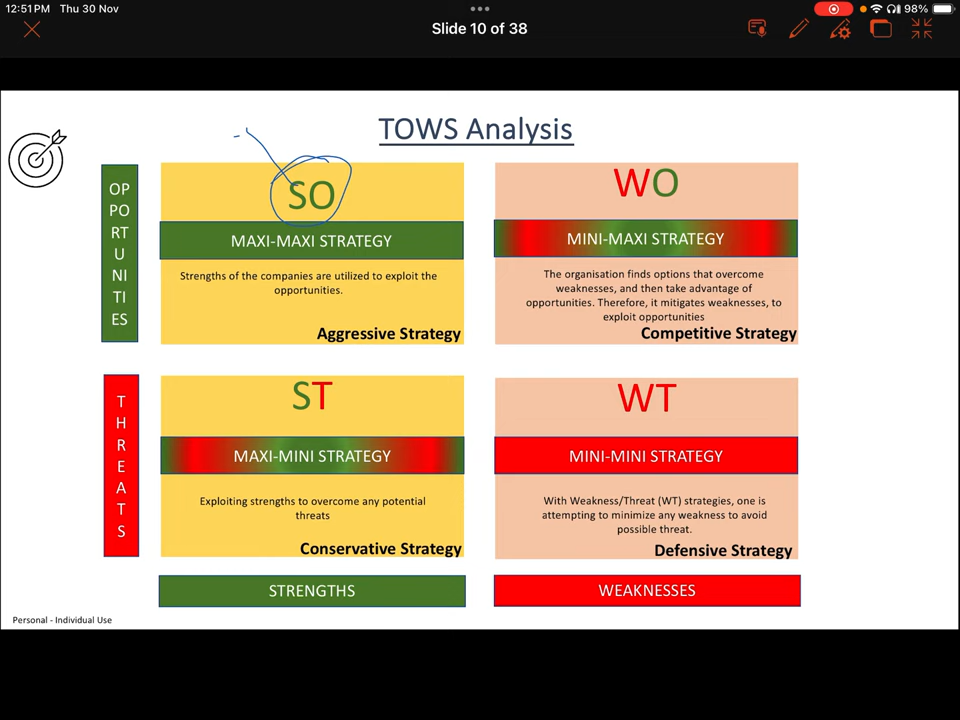 12:51PM Thu 30 Nov
98%
Slide 10 of 38
TOWS Analysis
OP
PO
RT
U
NI
TI
ES
SO
MAXI-MAXI STRATEGY
Strengths of the companies are utilized to exploit the
opportunities.
Aggressive Strategy
WO
MINI-MAXI STRATEGY
The organisation finds options that overcome
weaknesses, and then take advantage of
opportunities. Therefore, it mitigates weaknesses, to
exploit opportunities
Competitive Strategy
T
H
R
E
A
T
S
ST
MAXI-MINI STRATEGY
Exploiting strengths to overcome any potential
threats
Conservative Strategy
WT
MINI-MINI STRATEGY
With Weakness/Threat (WT) strategies, one is
attempting to minimize any weakness to avoid
possible threat.
Defensive Strategy
STRENGTHS
WEAKNESSES
Personal - Individual Use